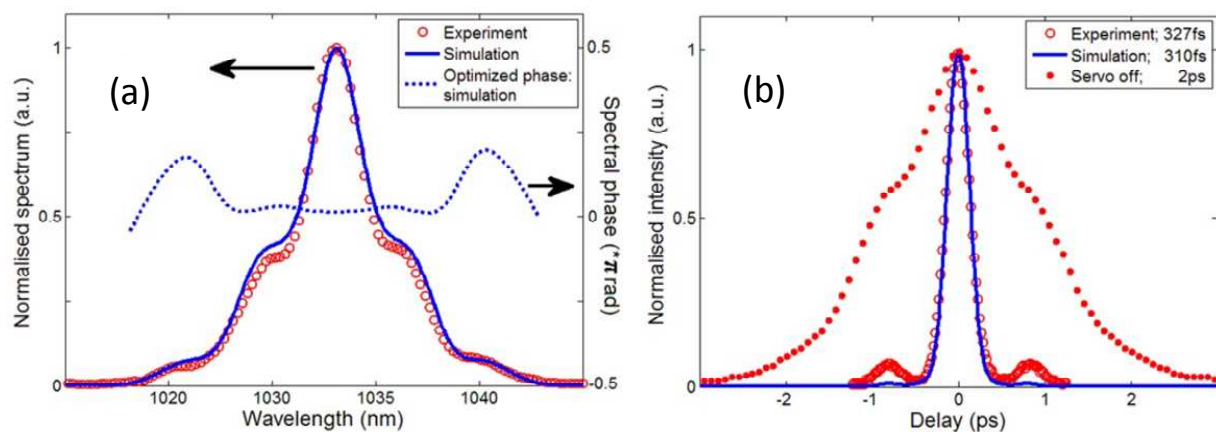 (a)
Experiment
Simulation
Optimized phase:
simulation
Normalised spectrum (a.u.)
1
0.5
0
1020
1030
1035
1040
Wavelength (nm)
0.5
0
-0.5
Spectral phase (*π rad)
(b)
Experiment; 327fs
Simulation; 310fs
Servo off; 2ps
Normalised intensity (a.u.)
1
0.5
0
-2
-1
0
1
2
Delay (ps)